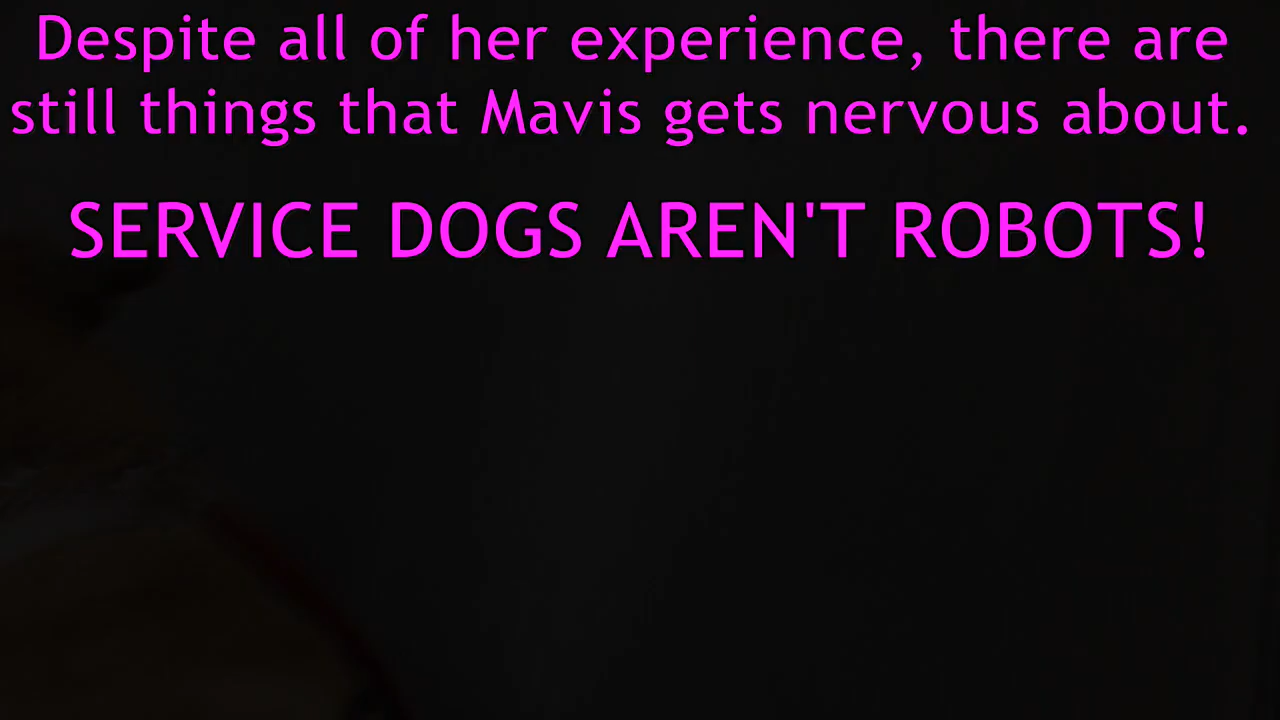 Despite all of her experience, there are
still things that Mavis gets nervous about.
SERVICE DOGS AREN'T ROBOTS!